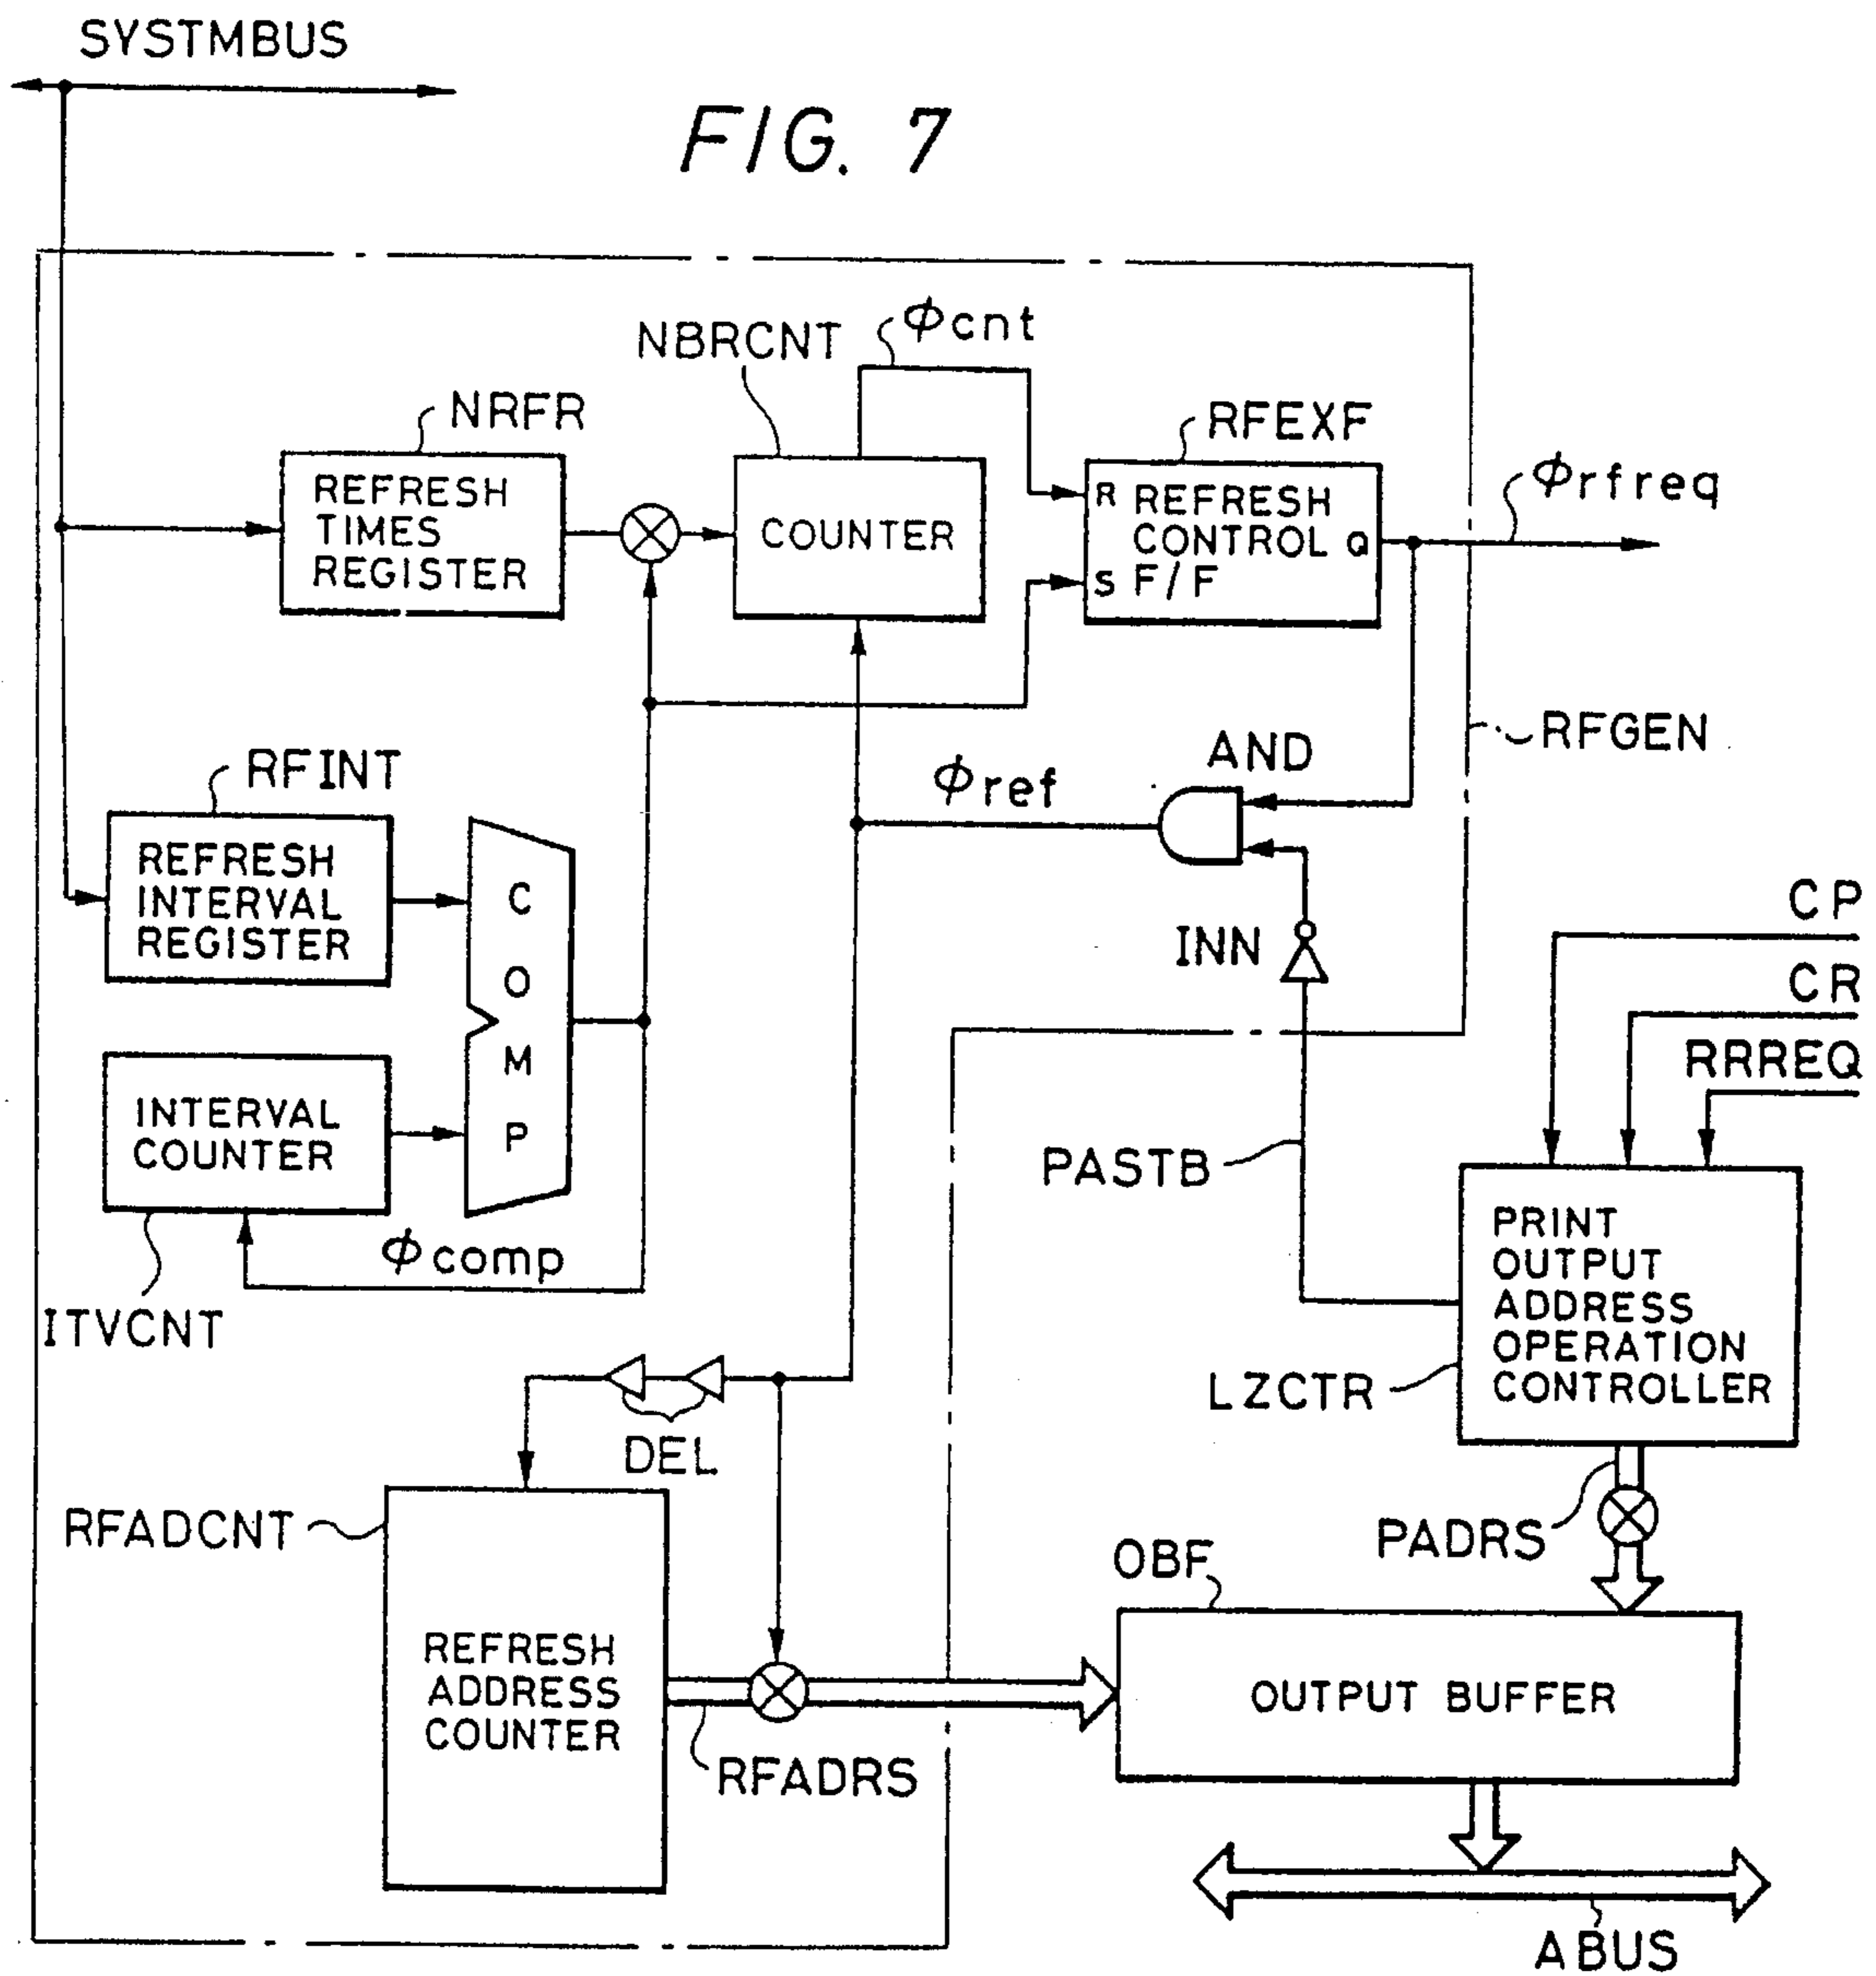 SYSTMBUS
FIG. 7
NBRCNT
ϕcnt
NRFR
RFEXF
REFRESH
TIMES
REGISTER
COUNTER
R REFRESH
CONTROL Q
S F/F
ϕrfreq
RFGEN
AND
ϕref
RFINT
REFRESH
INTERVAL
REGISTER
C
O
M
P
INN
CP
CR
RRREQ
INTERVAL
COUNTER
PASTB
ϕcomp
ITVCNT
PRINT
OUTPUT
ADDRESS
OPERATION
CONTROLLER
LZCTR
DEL
RFADCNT
PADRS
OBF
REFRESH
ADDRESS
COUNTER
OUTPUT BUFFER
RFADRS
ABUS